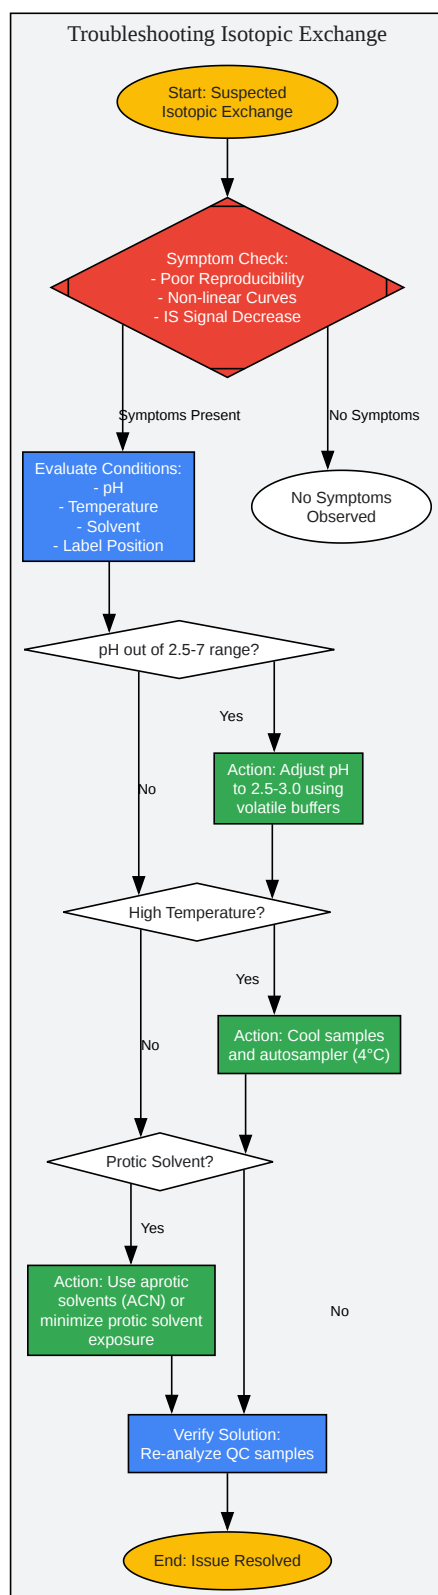 Troubleshooting Isotopic Exchange
Start: Suspected
Isotopic Exchange
Symptom Check:
- Poor Reproducibility
- Non-linear Curves
- IS Signal Decrease
Symptoms Present
No Symptoms
Evaluate Conditions:
- pH
- Temperature
- Solvent
- Label Position
No Symptoms
Observed
pH out of 2.5-7 range?
Yes
No
Action: Adjust pH
to 2.5-3.0 using
volatile buffers
High Temperature?
Yes
No
Action: Cool samples
and autosampler (4°C)
Protic Solvent?
Yes
No
Action: Use aprotic
solvents (ACN) or
minimize protic solvent
exposure
Verify Solution:
Re-analyze QC samples
End: Issue Resolved